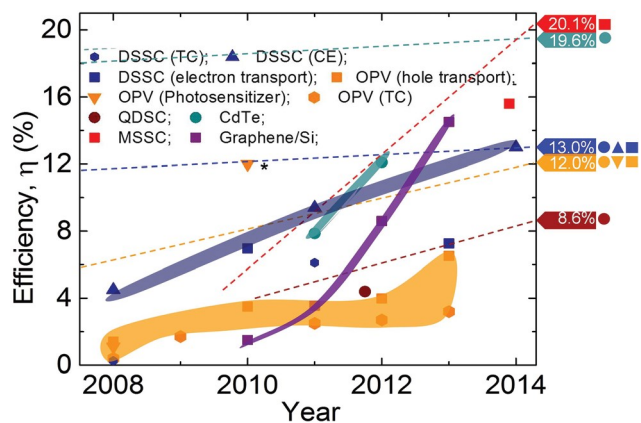 Efficiency, η (%)
20
16
12
8
4
0
DSSC (TC); DSSC (CE);
DSSC (electron transport); OPV (hole transport);
OPV (Photosensitizer); OPV (TC)
QDSC; CdTe;
MSSC; Graphene/Si;
*
20.1%
19.6%
13.0%
12.0%
8.6%
2008 2010 2012 2014
Year